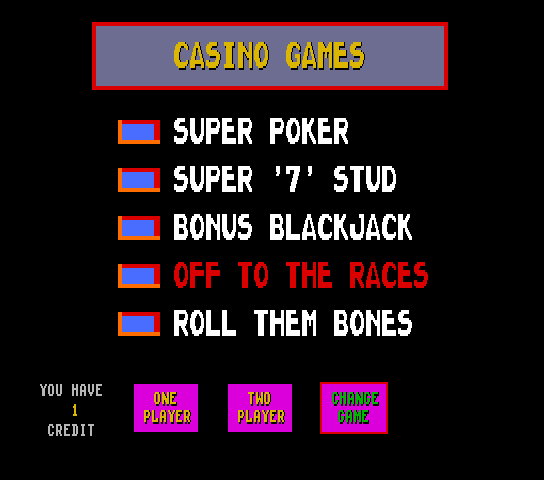 CASINO GAMES
SUPER POKER
SUPER '7' STUD
BONUS BLACKJACK
OFF TO THE RACES
ROLL THEM BONES
YOU HAVE
1
CREDIT
ONE
PLAYER
TWO
PLAYER
CHANGE
GAME